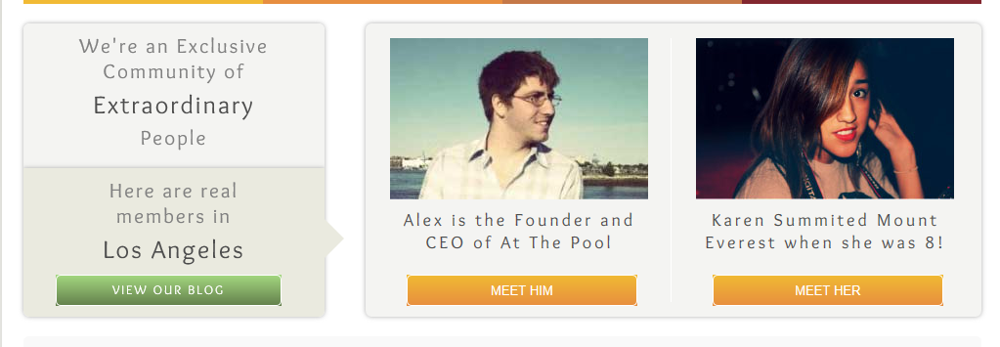 We're an Exclusive
Community of
Extraordinary
People
Here are real
members in
Los Angeles
VIEW OUR BLOG
Alex is the Founder and
CEO of At The Pool
MEET HIM
Karen Summited Mount
Everest when she was 8!
MEET HER